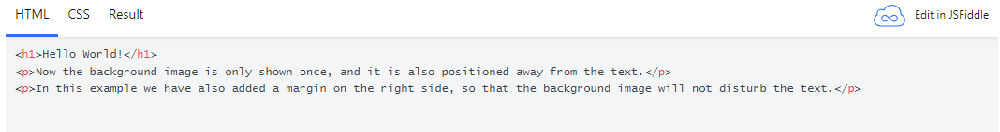 HTML CSS Result Edit in JSFiddle
<h1>Hello World!</h1>
<p>Now the background image is only shown once, and it is also positioned away from the text.</p>
<p>In this example we have also added a margin on the right side, so that the background image will not disturb the text.</p>